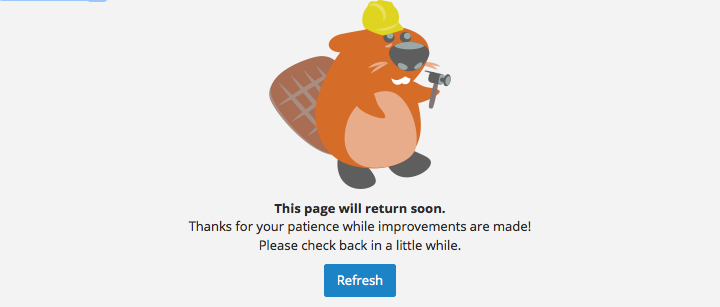 This page will return soon.
Thanks for your patience while improvements are made!
Please check back in a little while.
Refresh